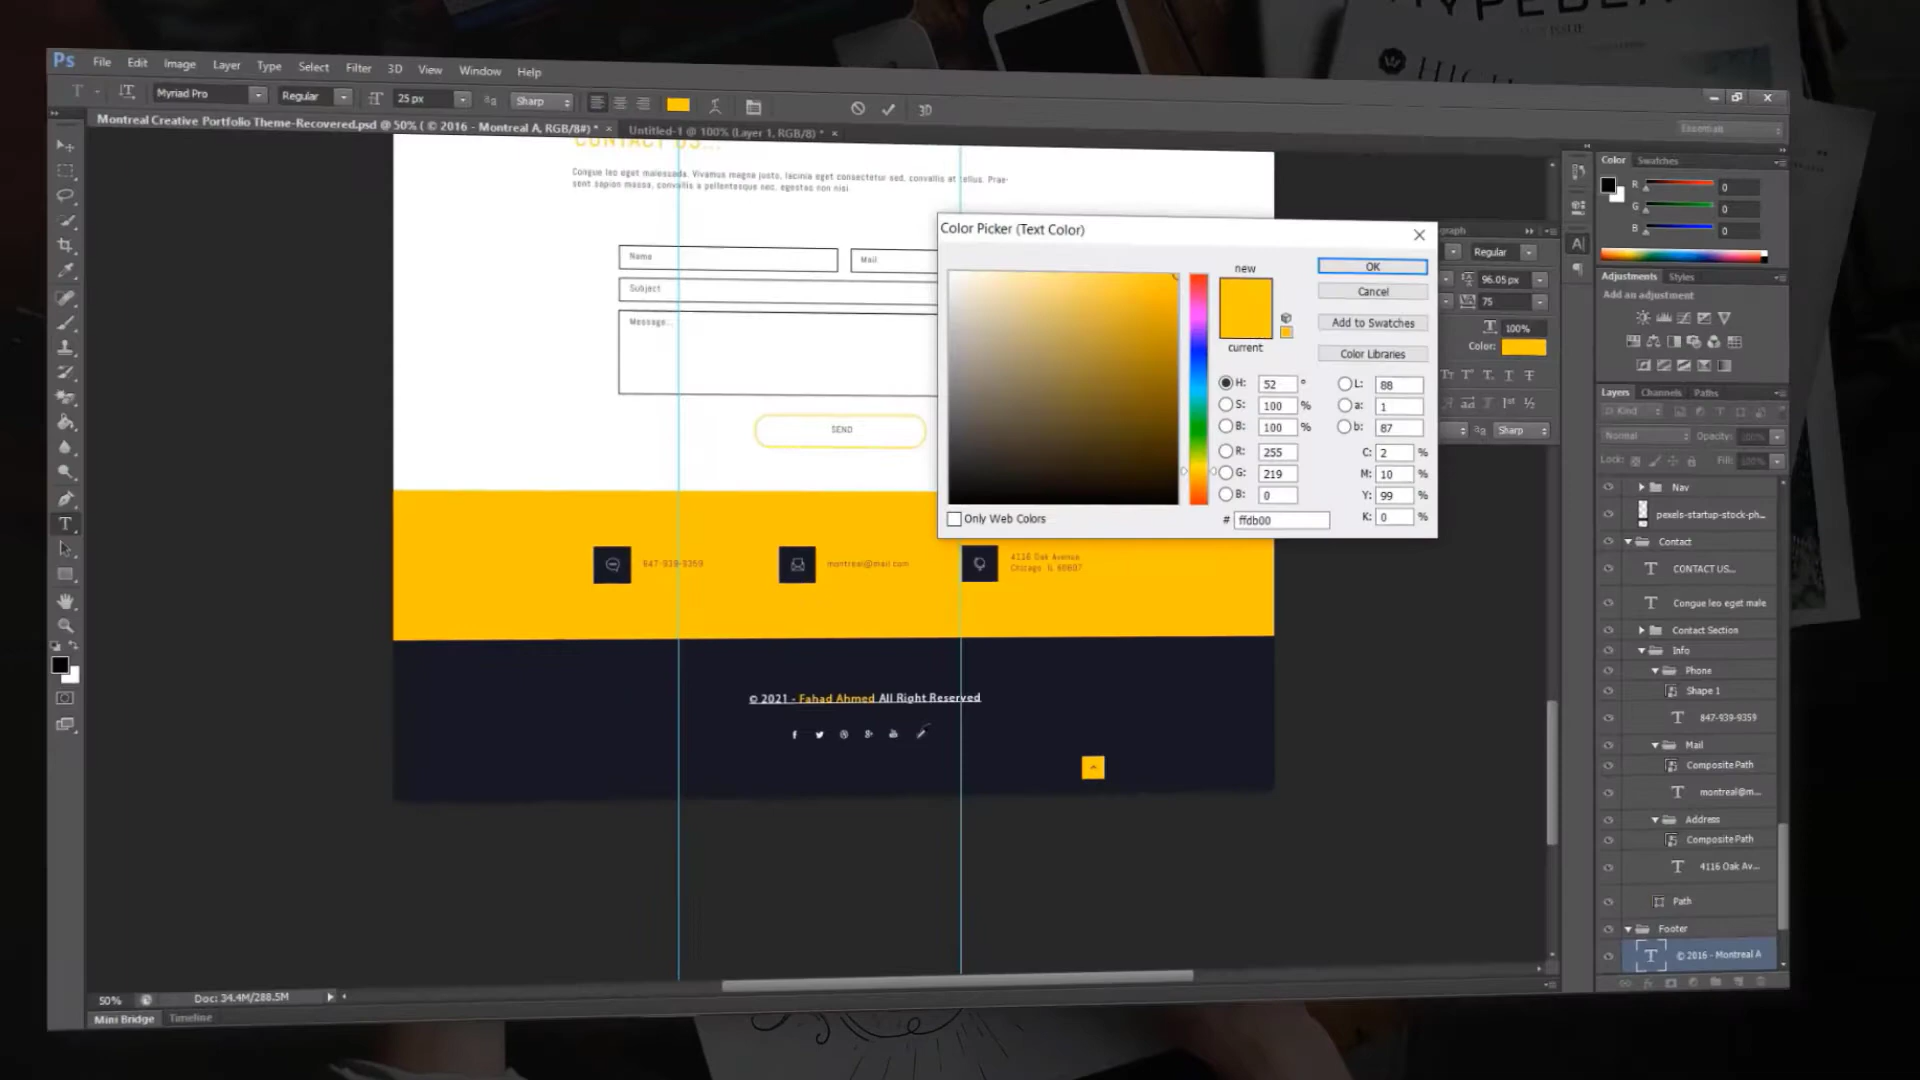 HYPEBEA
ISSUE
HIGH
Ps File Edit Image Layer Type Select Filter 3D View Window Help
T Myriad Pro Regular 25 px Sharp 3D
Essentials
Montreal Creative Portfolio Theme-Recovered.psd @ 50% ( © 2016 - Montreal A, RGB/8#) * ×
Untitled-1 @ 100% (Layer 1, RGB/8) * ×
CONTACT US...
Congue leo eget malesuada. Vivamus magna justo, lacinia eget consectetur sed, convallis at tellus. Prae-
sent sapien massa, convallis a pellentesque nec, egestas non nisi
Name
Mail
Subject
Message...
SEND
847-939-9359
montreal@mail.com
4116 Oak Avenue
Chicago IL 60607
© 2021 - Fahad Ahmed All Right Reserved
Color Picker (Text Color)
new
current
OK
Cancel
Add to Swatches
Color Libraries
H: 52 °
S: 100 %
B: 100 %
R: 255
G: 219
B: 0
# ffdb00
L: 88
a: 1
b: 87
C: 2 %
M: 10 %
Y: 99 %
K: 0 %
Only Web Colors
Color Swatches
R 0
G 0
B 0
graph
Regular
96.05 px
75
100%
Color:
Sharp
Adjustments Styles
Add an adjustment
Layers Channels Paths
Kind
Normal Opacity: 100%
Lock: Fill: 100%
Nav
pexels-startup-stock-ph...
Contact
CONTACT US...
Congue leo eget male
Contact Section
Info
Phone
Shape 1
847-939-9359
Mail
Composite Path
montreal@m...
Address
Composite Path
4116 Oak Av...
Path
Footer
© 2016 - Montreal A
50% Doc: 34.4M/288.5M
Mini Bridge Timeline